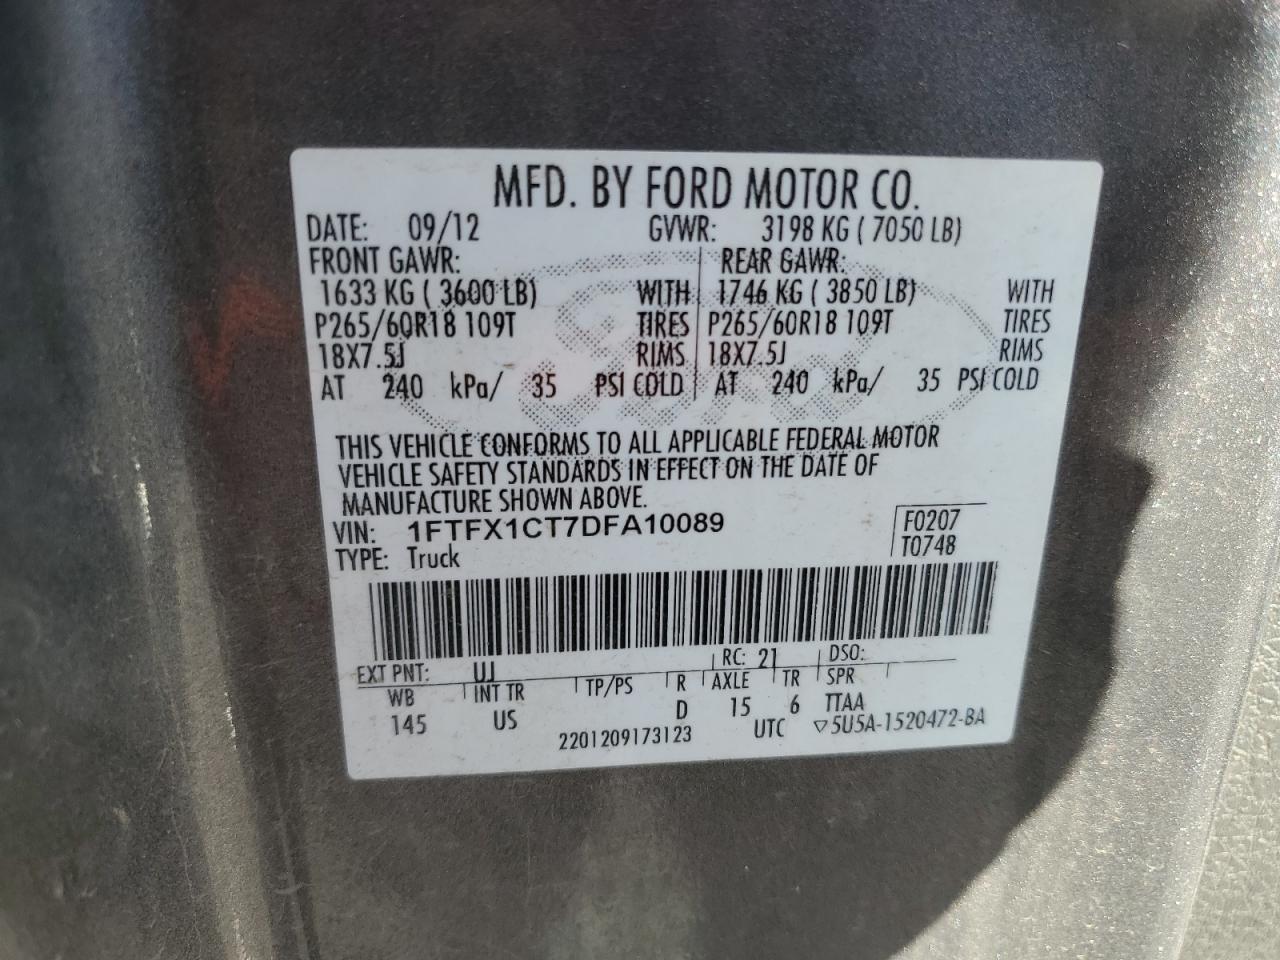 MFD. BY FORD MOTOR CO.
DATE: 09/12 GVWR: 3198 KG ( 7050 LB)
FRONT GAWR: REAR GAWR:
1633 KG ( 3600 LB) WITH 1746 KG ( 3850 LB) WITH
P265/60R18 109T TIRES P265/60R18 109T TIRES
18X7.5J RIMS 18X7.5J RIMS
AT 240 kPa/ 35 PSI COLD AT 240 kPa/ 35 PSI COLD
THIS VEHICLE CONFORMS TO ALL APPLICABLE FEDERAL MOTOR
VEHICLE SAFETY STANDARDS IN EFFECT ON THE DATE OF
MANUFACTURE SHOWN ABOVE.
VIN: 1FTFX1CT7DFA10089 F0207
TYPE: Truck T0748
EXT PNT: UJ RC: 21 DSO:
WB INT TR TP/PS R AXLE TR SPR
145 US D 15 6 TTAA
2201209173123 UTC ▽5U5A-1520472-BA